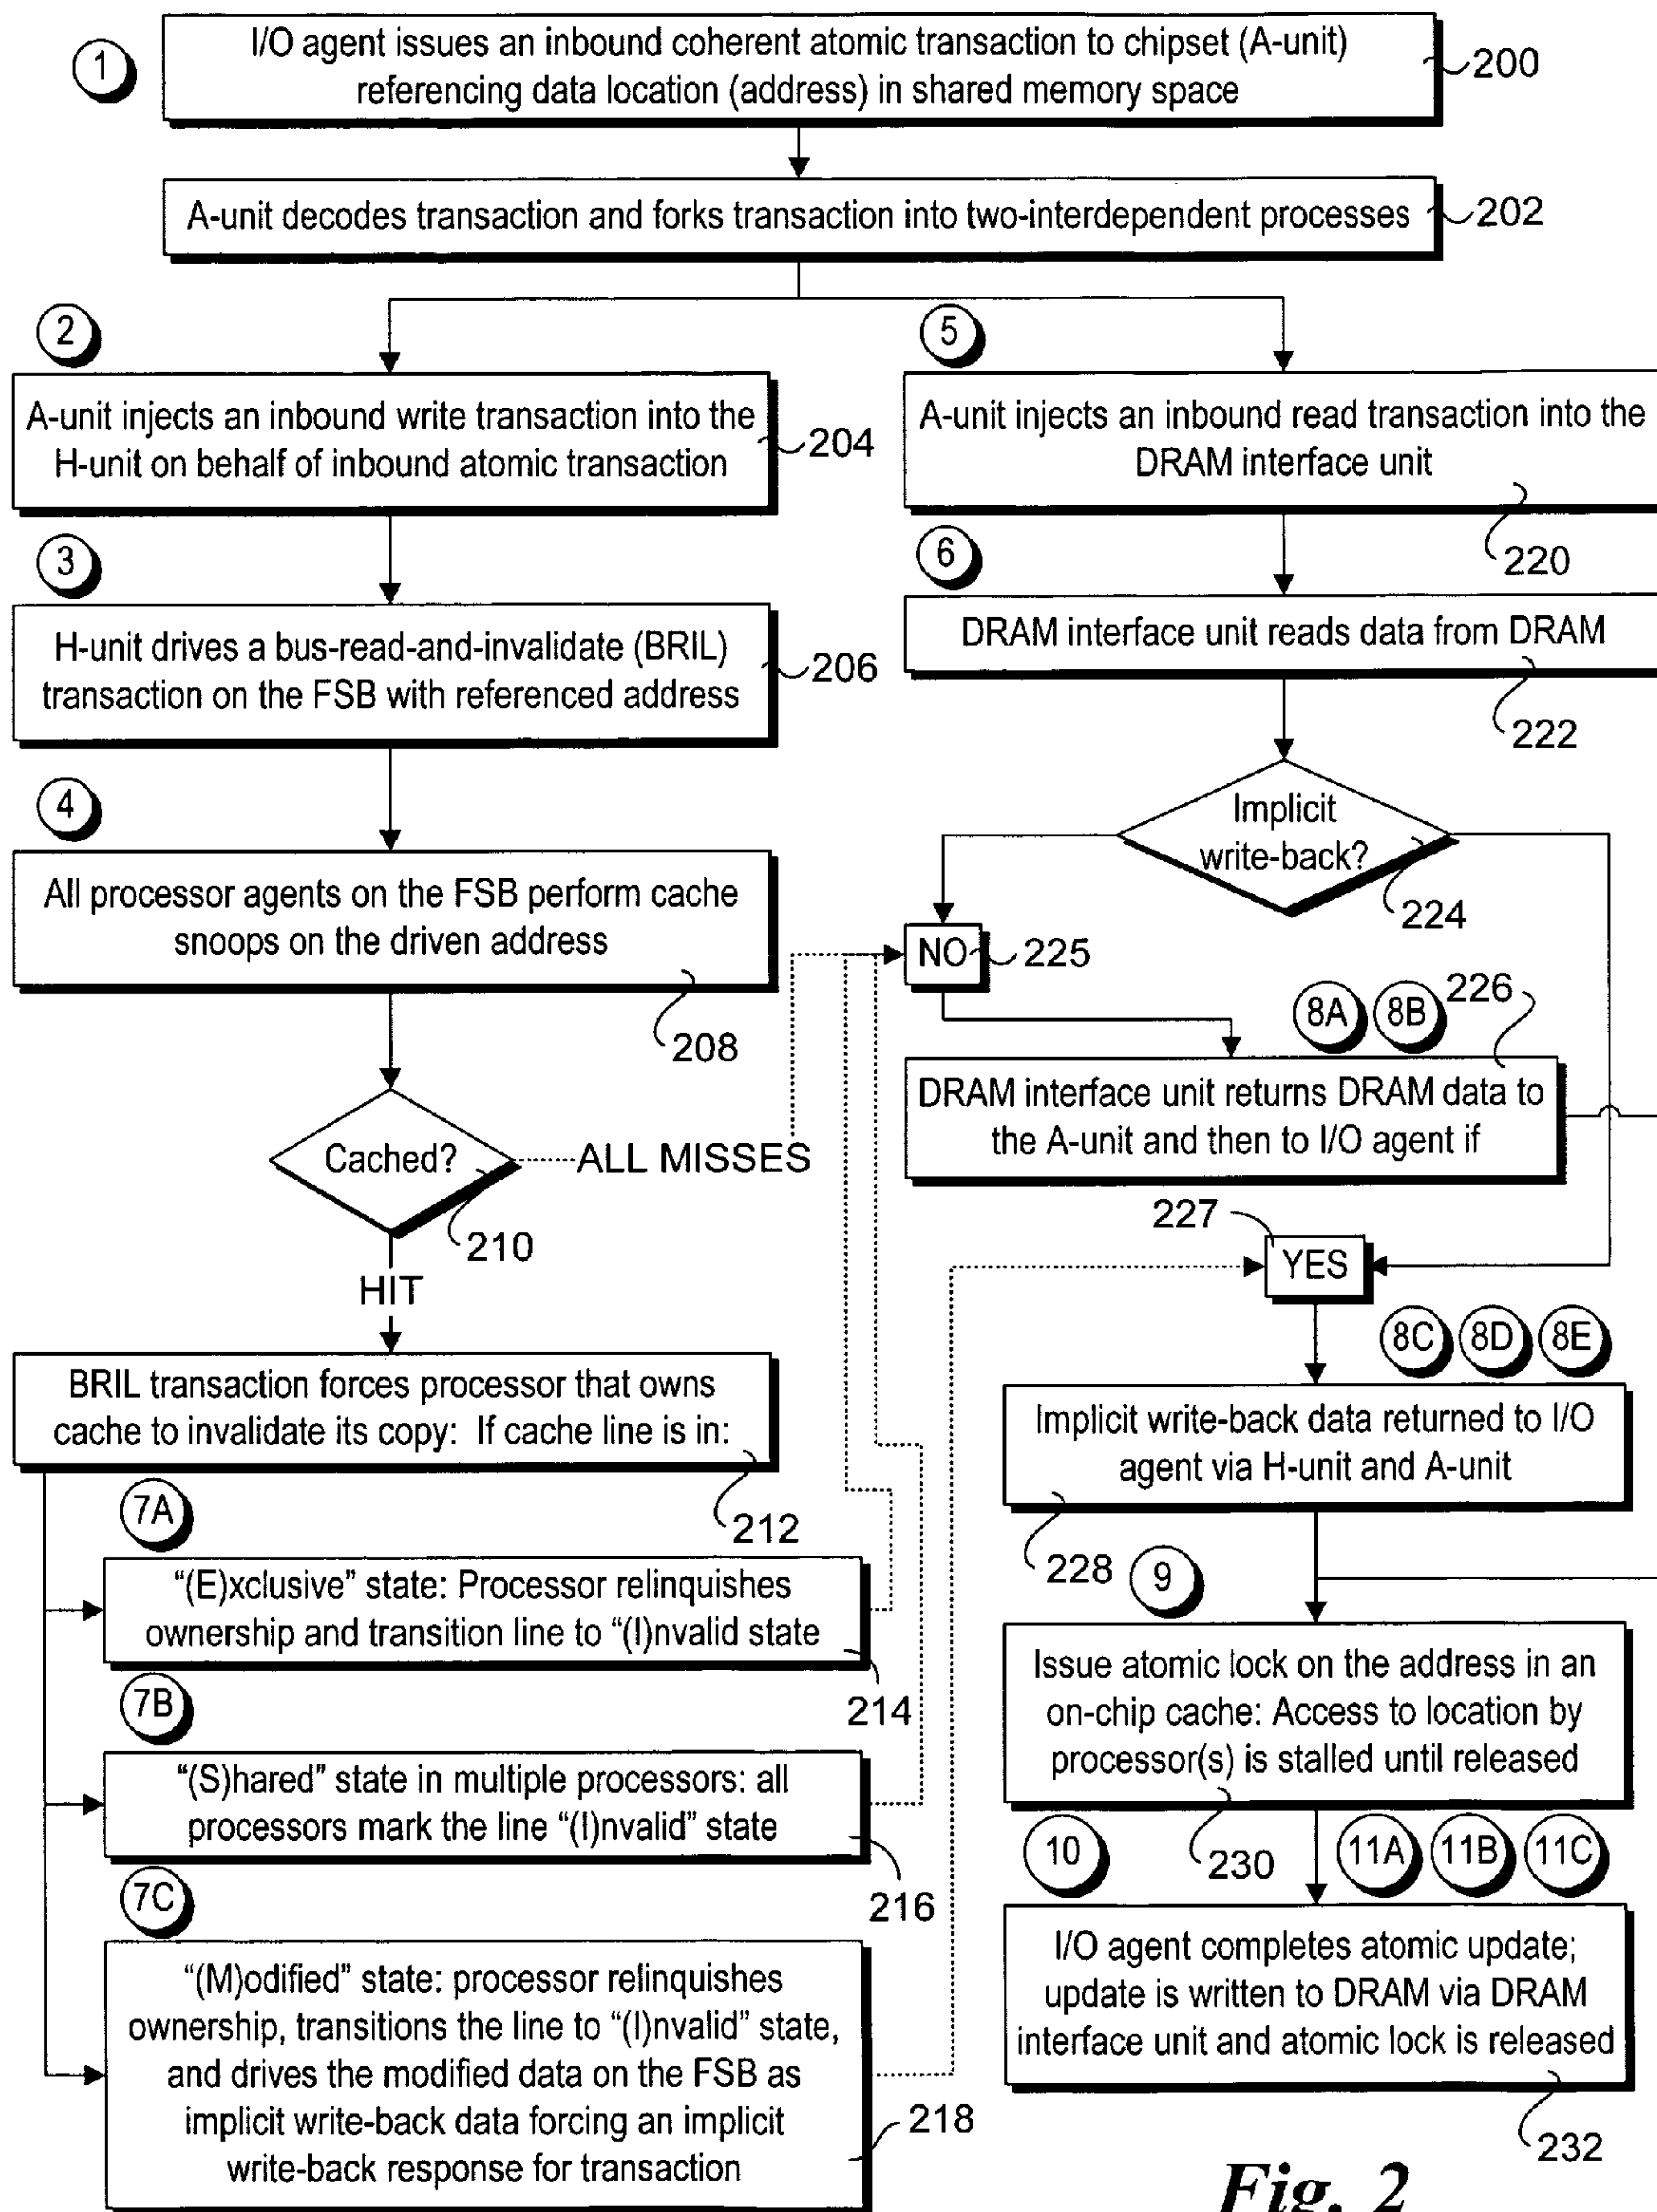 1
I/O agent issues an inbound coherent atomic transaction to chipset (A-unit)
referencing data location (address) in shared memory space
200
A-unit decodes transaction and forks transaction into two-interdependent processes
202
2
A-unit injects an inbound write transaction into the
H-unit on behalf of inbound atomic transaction
204
3
H-unit drives a bus-read-and-invalidate (BRIL)
transaction on the FSB with referenced address
206
4
All processor agents on the FSB perform cache
snoops on the driven address
208
Cached?
ALL MISSES
210
HIT
BRIL transaction forces processor that owns
cache to invalidate its copy: If cache line is in:
212
7A
“(E)xclusive” state: Processor relinquishes
ownership and transition line to “(I)nvalid state
214
7B
“(S)hared” state in multiple processors: all
processors mark the line “(I)nvalid” state
216
7C
“(M)odified” state: processor relinquishes
ownership, transitions the line to “(I)nvalid” state,
and drives the modified data on the FSB as
implicit write-back data forcing an implicit
write-back response for transaction
218
5
A-unit injects an inbound read transaction into the
DRAM interface unit
220
6
DRAM interface unit reads data from DRAM
222
Implicit
write-back?
224
NO
225
8A 8B
226
DRAM interface unit returns DRAM data to
the A-unit and then to I/O agent if
227
YES
8C 8D 8E
Implicit write-back data returned to I/O
agent via H-unit and A-unit
228
9
Issue atomic lock on the address in an
on-chip cache: Access to location by
processor(s) is stalled until released
230
10
11A 11B 11C
I/O agent completes atomic update;
update is written to DRAM via DRAM
interface unit and atomic lock is released
232
Fig. 2